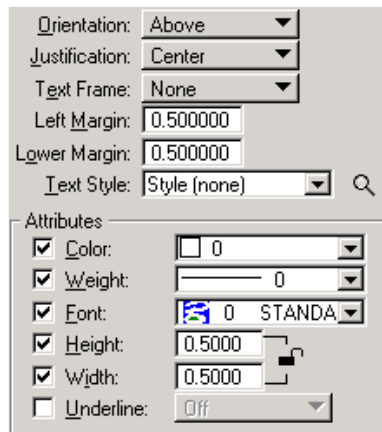 Orientation: Above
Justification: Center
Text Frame: None
Left Margin: 0.500000
Lower Margin: 0.500000
Text Style: Style (none)
Attributes
Color: 0
Weight: 0
Font: 0 STANDA
Height: 0.5000
Width: 0.5000
Underline: Off